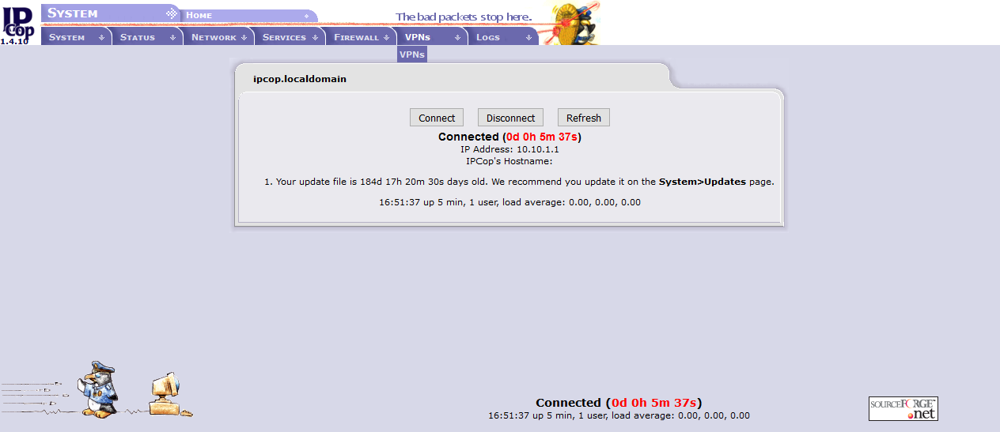 IP
Cop
1.4.10
SYSTEM
HOME
The bad packets stop here.
SYSTEM STATUS NETWORK SERVICES FIREWALL VPNs LOGS
VPNs
ipcop.localdomain
Connect Disconnect Refresh
Connected (0d 0h 5m 37s)
IP Address: 10.10.1.1
IPCop's Hostname:
1. Your update file is 184d 17h 20m 30s days old. We recommend you update it on the System>Updates page.
16:51:37 up 5 min, 1 user, load average: 0.00, 0.00, 0.00
Connected (0d 0h 5m 37s)
16:51:37 up 5 min, 1 user, load average: 0.00, 0.00, 0.00
SOURCEFORGE™
.net